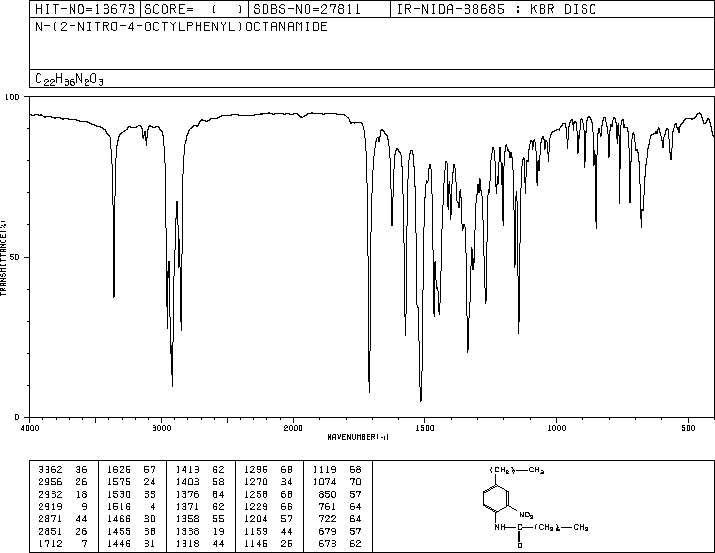 HIT-NO=13673 SCORE= ( ) SDBS-NO=27811 IR-NIDA-38685 : KBR DISC
N-(2-NITRO-4-OCTYLPHENYL)OCTANAMIDE
C22H36N2O3
100
TRANSMITTANCE(%)
50
0
4000 3000 2000 1500 1000 500
WAVENUMBER(-1)
3362 36 1626 57 1413 62 1296 68 1119 68
2956 26 1575 24 1403 58 1270 34 1074 70
2932 18 1530 33 1376 64 1258 68 850 57
2919 9 1516 4 1371 62 1229 66 761 64
2871 44 1466 30 1358 55 1204 57 722 64
2851 26 1455 38 1338 19 1159 44 679 57
1712 7 1446 31 1318 44 1146 26 673 62
CH3
NO2
NH C CH3
O